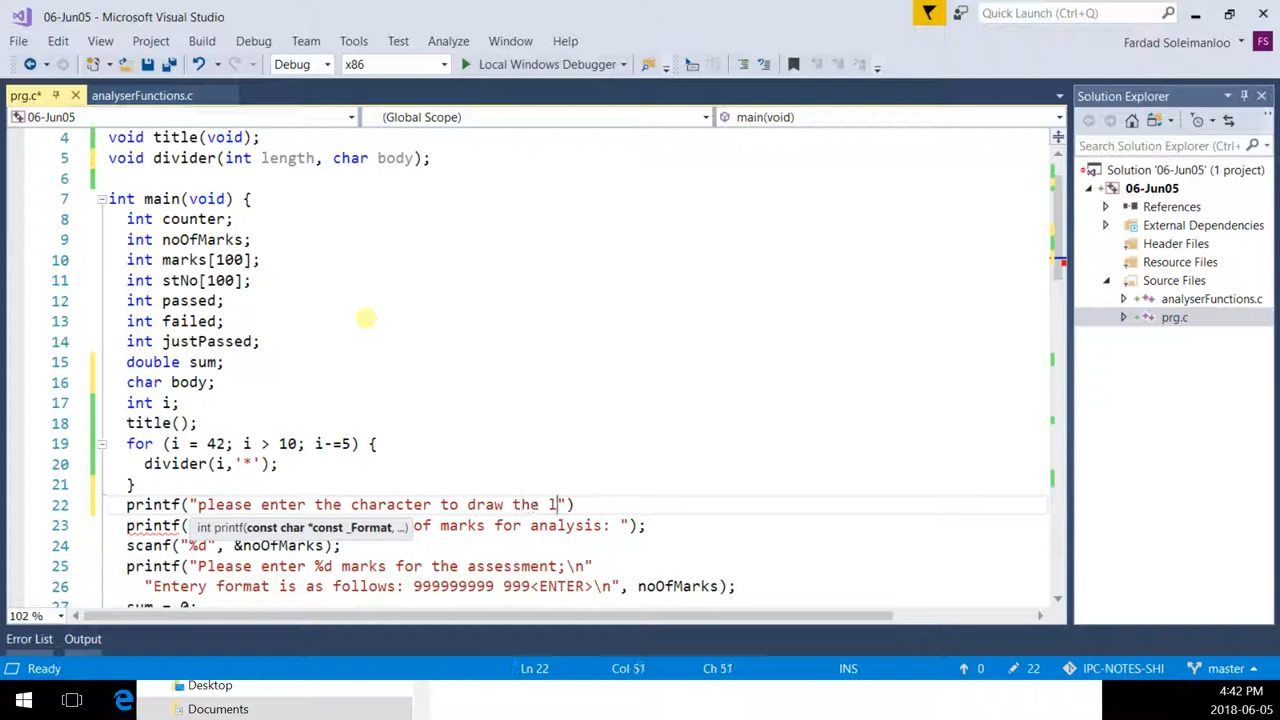 06-Jun05 - Microsoft Visual Studio
Quick Launch (Ctrl+Q)
File Edit View Project Build Debug Team Tools Test Analyze Window Help
Fardad Soleimanloo FS
Debug x86 Local Windows Debugger
prg.c* analyserFunctions.c
06-Jun05 (Global Scope) main(void)
4 void title(void);
5 void divider(int length, char body);
6
7 int main(void) {
8 int counter;
9 int noOfMarks;
10 int marks[100];
11 int stNo[100];
12 int passed;
13 int failed;
14 int justPassed;
15 double sum;
16 char body;
17 int i;
18 title();
19 for (i = 42; i > 10; i-=5) {
20 divider(i,'*');
21 }
22 printf("please enter the character to draw the l")
23 printf( of marks for analysis: ");
int printf(const char *const _Format, ...)
24 scanf("%d", &noOfMarks);
25 printf("Please enter %d marks for the assessment;\n"
26 "Entery format is as follows: 999999999 999<ENTER>\n", noOfMarks);
27 sum = 0;
102 %
Solution Explorer
Search Solution Explorer (Ctrl+
Solution '06-Jun05' (1 project)
06-Jun05
References
External Dependencies
Header Files
Resource Files
Source Files
analyserFunctions.c
prg.c
Error List Output
Ready Ln 22 Col 51 Ch 51 INS 0 22 IPC-NOTES-SHI master
Desktop
Documents
4:42 PM
2018-06-05